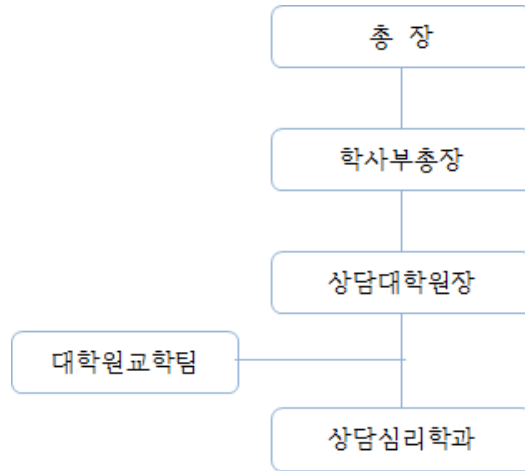 총 장
학사부총장
상담대학원장
대학원교학팀
상담심리학과